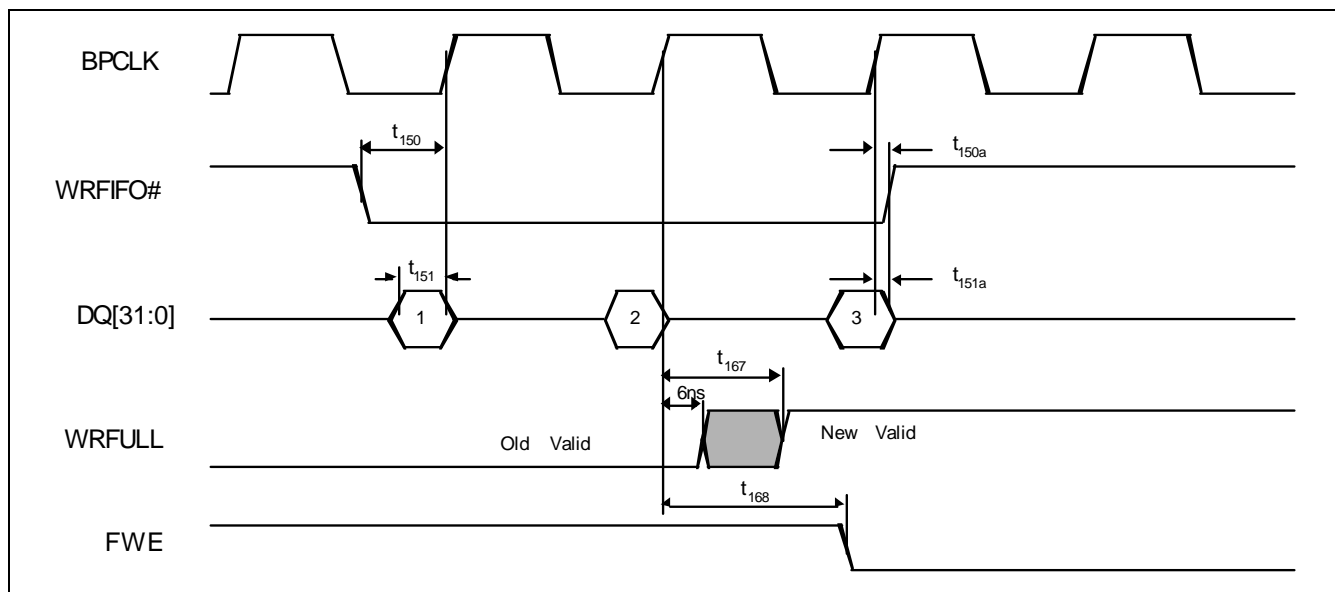 BPCLK
t150
t150a
WRFIFO#
t151
t151a
DQ[31:0]
1
2
3
t167
6ns
WRFULL
Old Valid
New Valid
t168
FWE